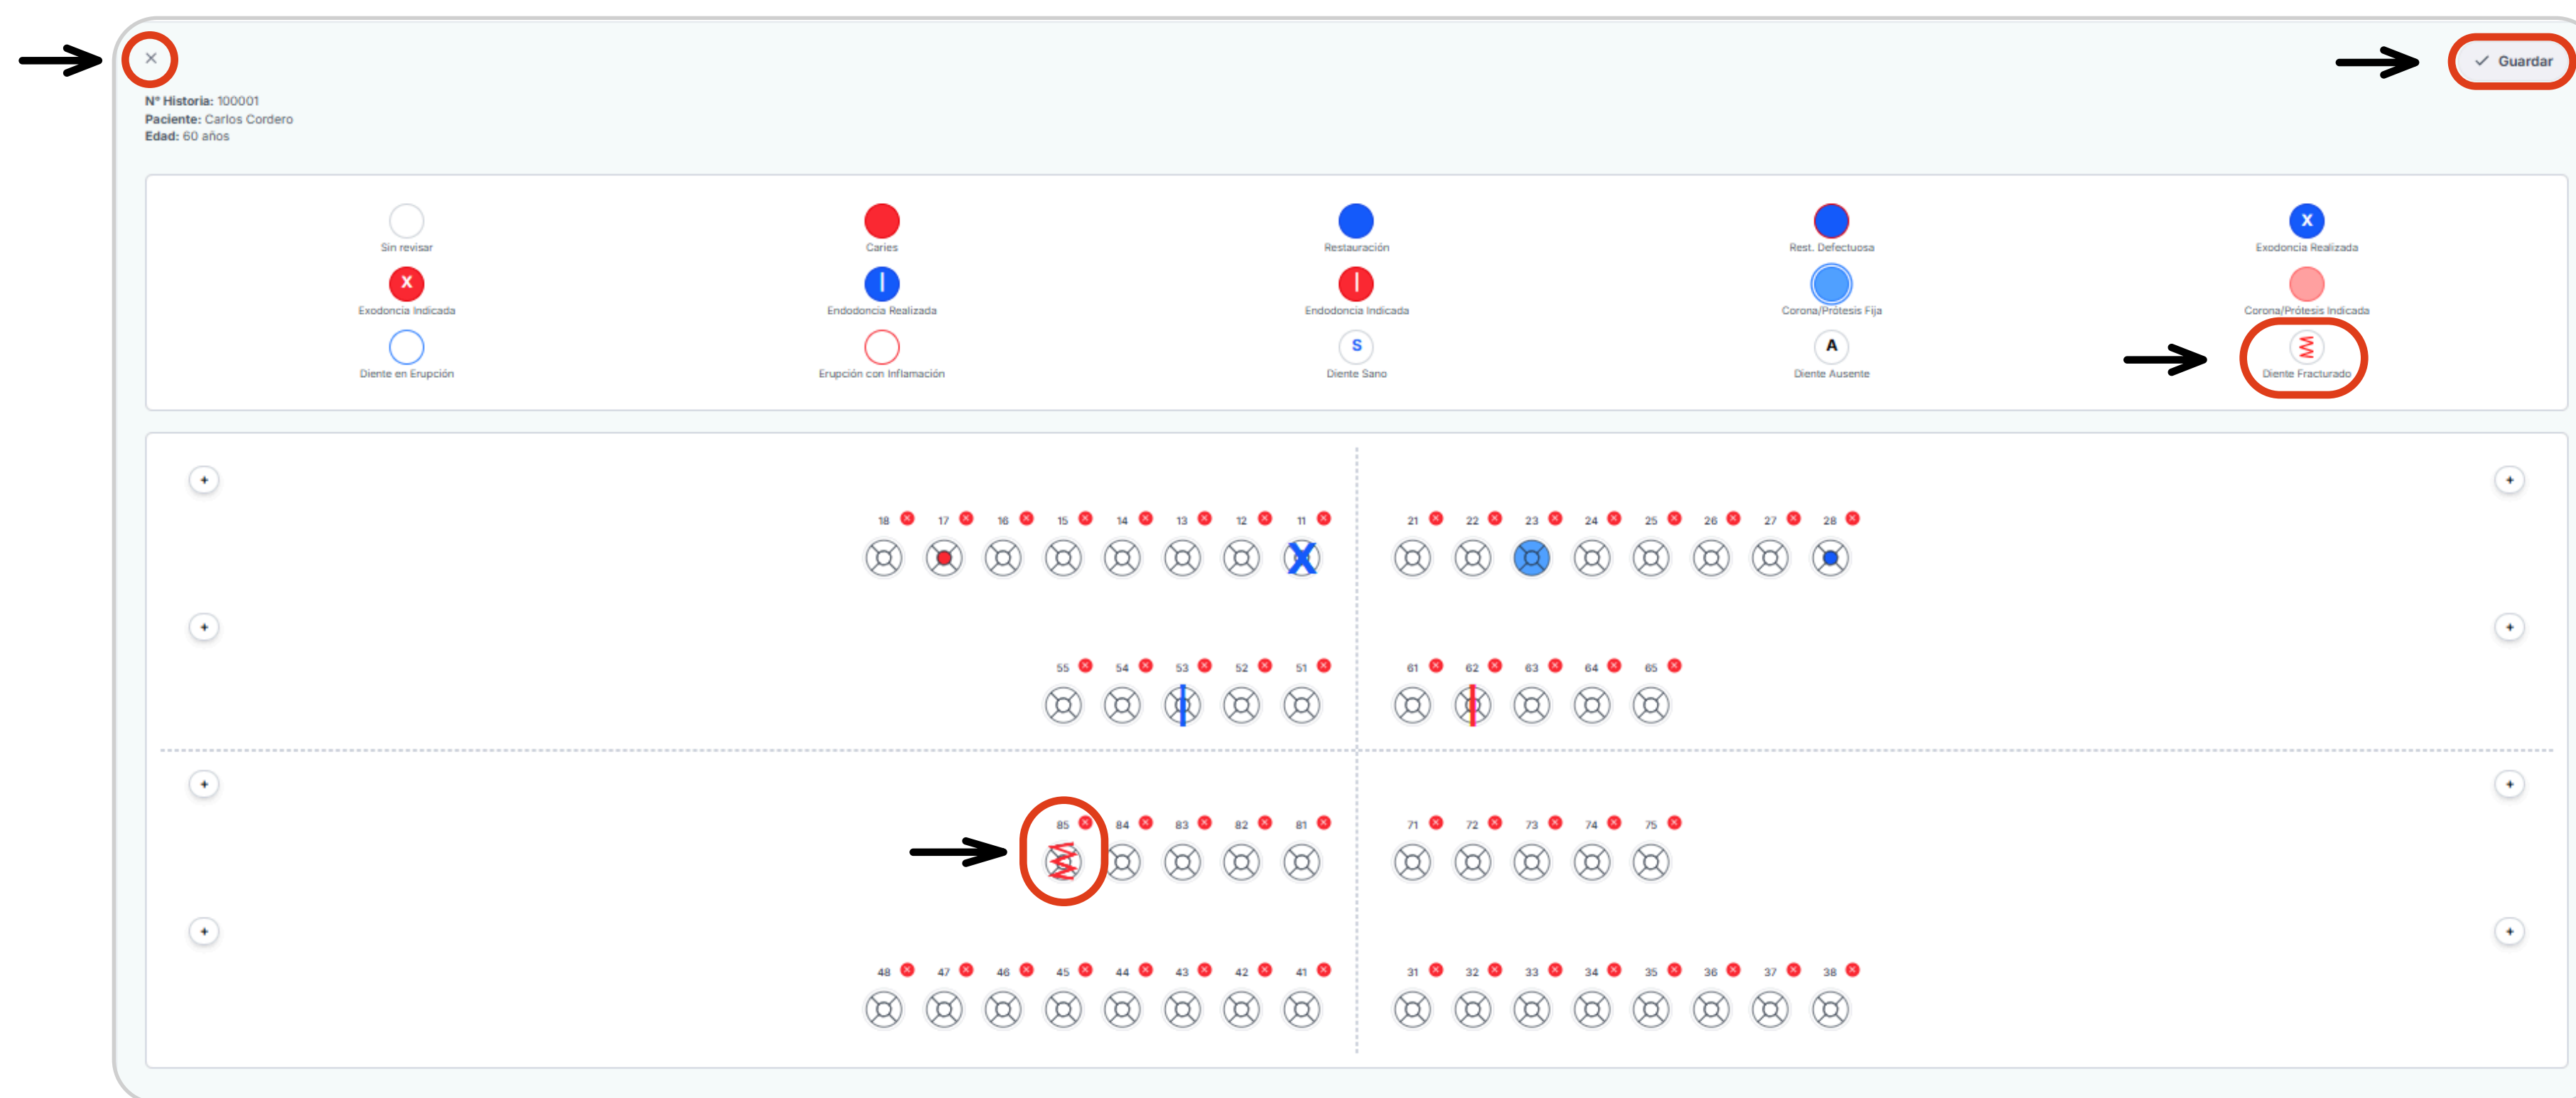 Guardar
N° Historia: 100001
Paciente: Carlos Cordero
Edad: 60 años
X
Sin revisar Caries Restauración Rest. Defectuosa Exodoncia Realizada
X
Exodoncia Indicada Endodoncia Realizada Endodoncia Indicada Corona/Prótesis Fija Corona/Prótesis Indicada
S A
Diente en Erupción Erupción con Inflamación Diente Sano Diente Ausente Diente Fracturado
+ +
18 17 16 15 14 13 12 11 21 22 23 24 25 26 27 28
X
+ +
55 54 53 52 51 61 62 63 64 65
+ +
85 84 83 82 81 71 72 73 74 75
+ +
48 47 46 45 44 43 42 41 31 32 33 34 35 36 37 38